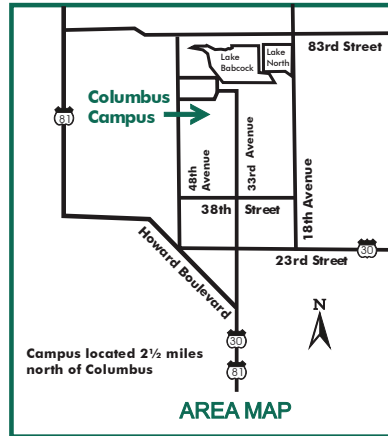 83rd Street
Lake
Babcock
Lake
North
Columbus
Campus
81
48th
Avenue
33rd
Avenue
18th Avenue
38th Street
Howard Boulevard
30
23rd Street
N
30
Campus located 2½ miles
north of Columbus
81
AREA MAP